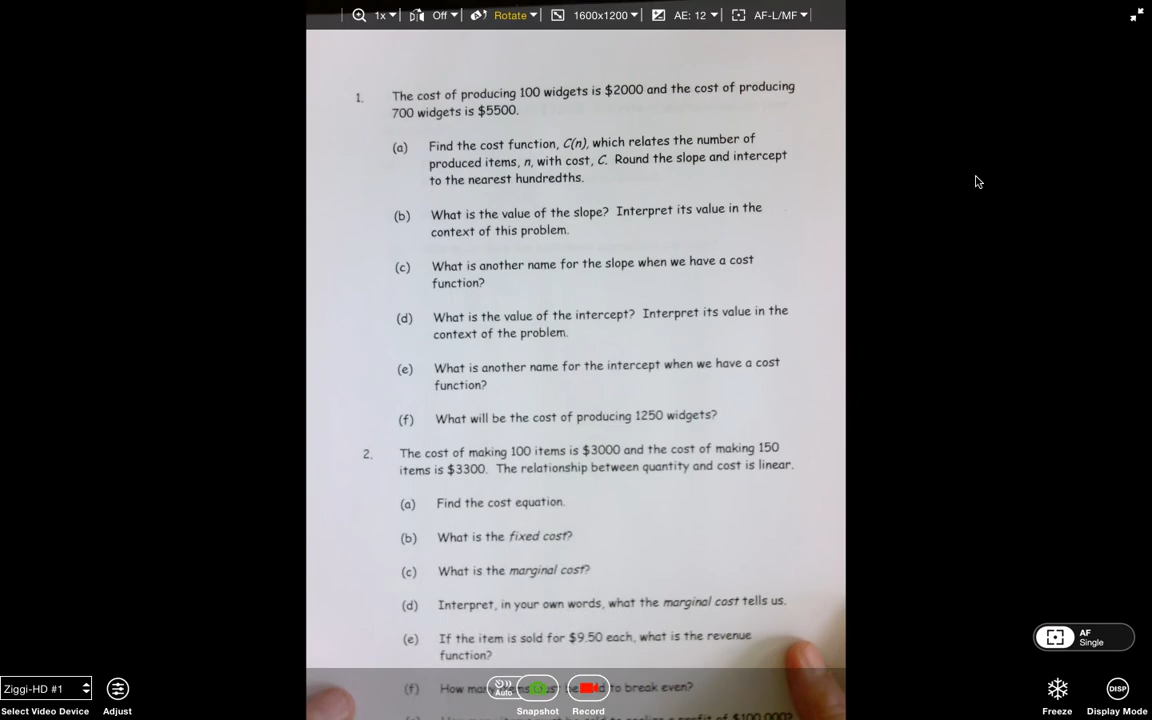 1x Off Rotate 1600x1200 AE: 12 AF-L/MF
1. The cost of producing 100 widgets is $2000 and the cost of producing
700 widgets is $5500.
(a) Find the cost function, C(n), which relates the number of
produced items, n, with cost, C. Round the slope and intercept
to the nearest hundredths.
(b) What is the value of the slope? Interpret its value in the
context of this problem.
(c) What is another name for the slope when we have a cost
function?
(d) What is the value of the intercept? Interpret its value in the
context of the problem.
(e) What is another name for the intercept when we have a cost
function?
(f) What will be the cost of producing 1250 widgets?
2. The cost of making 100 items is $3000 and the cost of making 150
items is $3300. The relationship between quantity and cost is linear.
(a) Find the cost equation.
(b) What is the fixed cost?
(c) What is the marginal cost?
(d) Interpret, in your own words, what the marginal cost tells us.
(e) If the item is sold for $9.50 each, what is the revenue
function?
AF
Single
(f) How to break even?
Auto
Ziggi-HD #1
Select Video Device Adjust Snapshot Record Freeze Display Mode
DISP
$100,000?